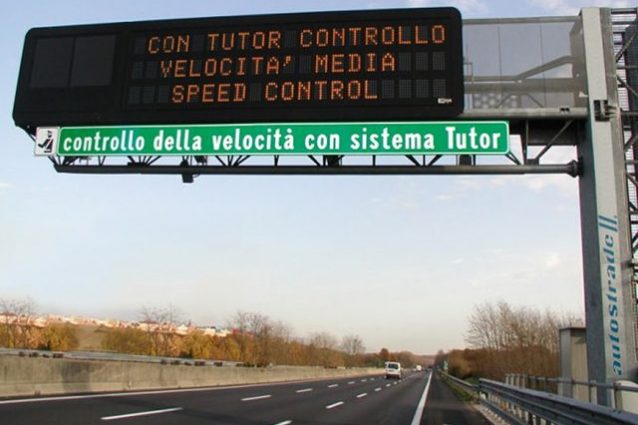 CON TUTOR CONTROLLO
VELOCITA' MEDIA
SPEED CONTROL
controllo della velocità con sistema Tutor
autostrade